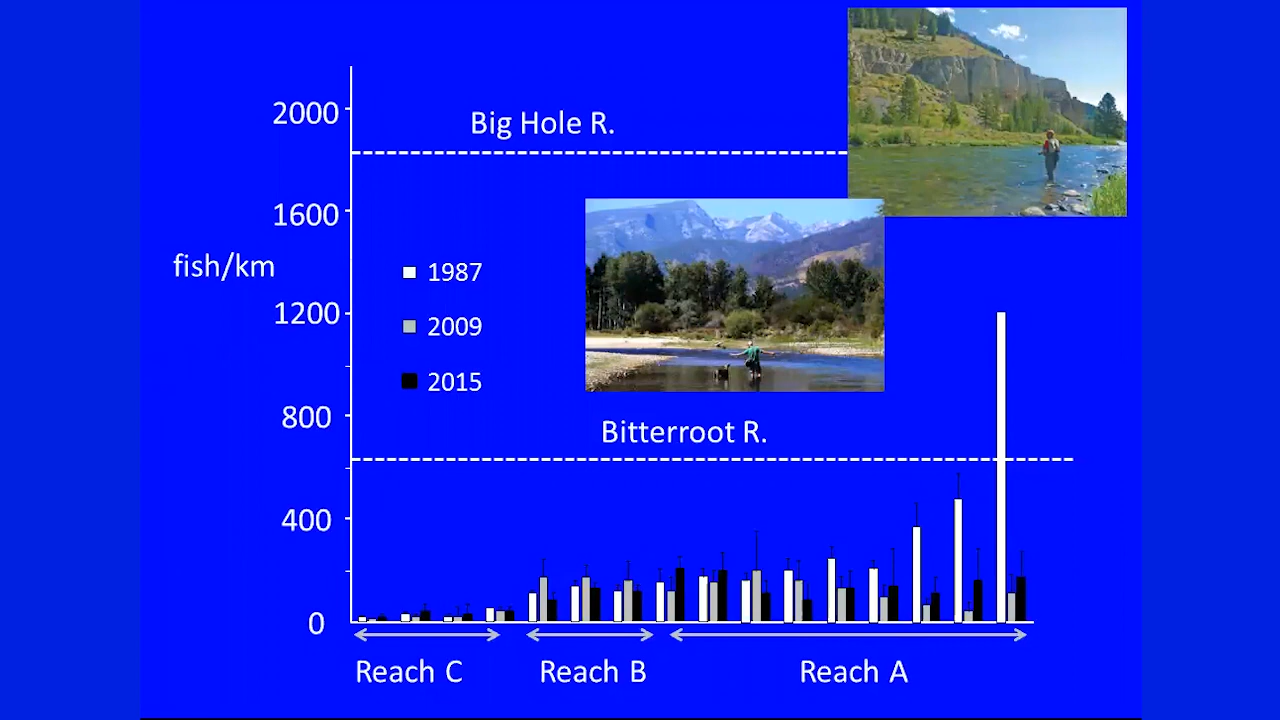 2000
Big Hole R.
1600
fish/km
1987
1200
2009
2015
800
Bitterroot R.
400
0
Reach C
Reach B
Reach A